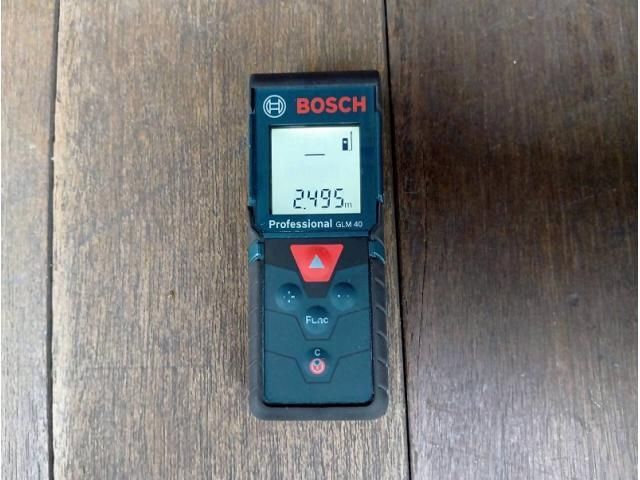 BOSCH
2.495m
Professional GLM 40
Func
C